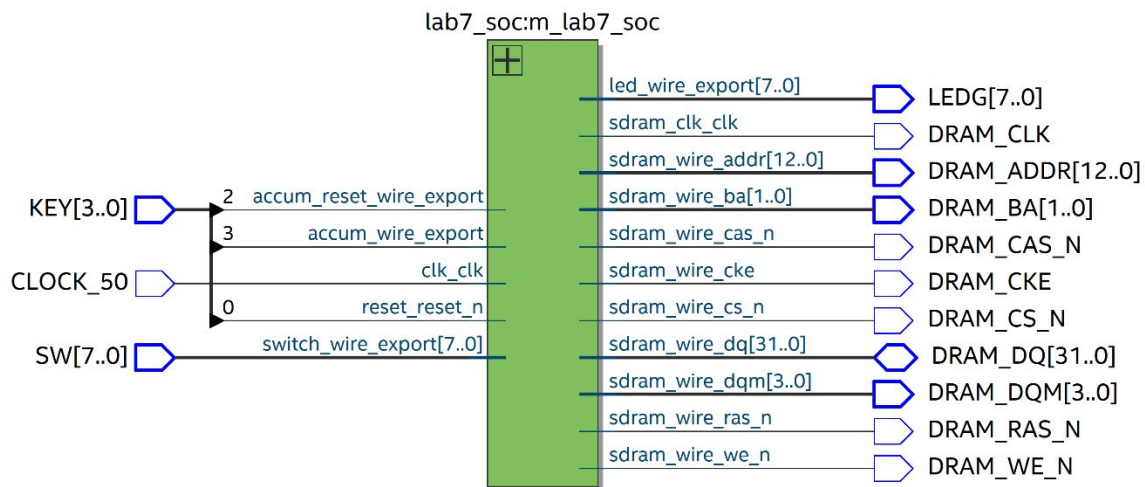 lab7_soc:m_lab7_soc
led_wire_export[7..0] LEDG[7..0]
sdram_clk_clk DRAM_CLK
sdram_wire_addr[12..0] DRAM_ADDR[12..0]
KEY[3..0] 2 accum_reset_wire_export sdram_wire_ba[1..0] DRAM_BA[1..0]
3 accum_wire_export sdram_wire_cas_n DRAM_CAS_N
CLOCK_50 clk_clk sdram_wire_cke DRAM_CKE
0 reset_reset_n sdram_wire_cs_n DRAM_CS_N
SW[7..0] switch_wire_export[7..0] sdram_wire_dq[31..0] DRAM_DQ[31..0]
sdram_wire_dqm[3..0] DRAM_DQM[3..0]
sdram_wire_ras_n DRAM_RAS_N
sdram_wire_we_n DRAM_WE_N